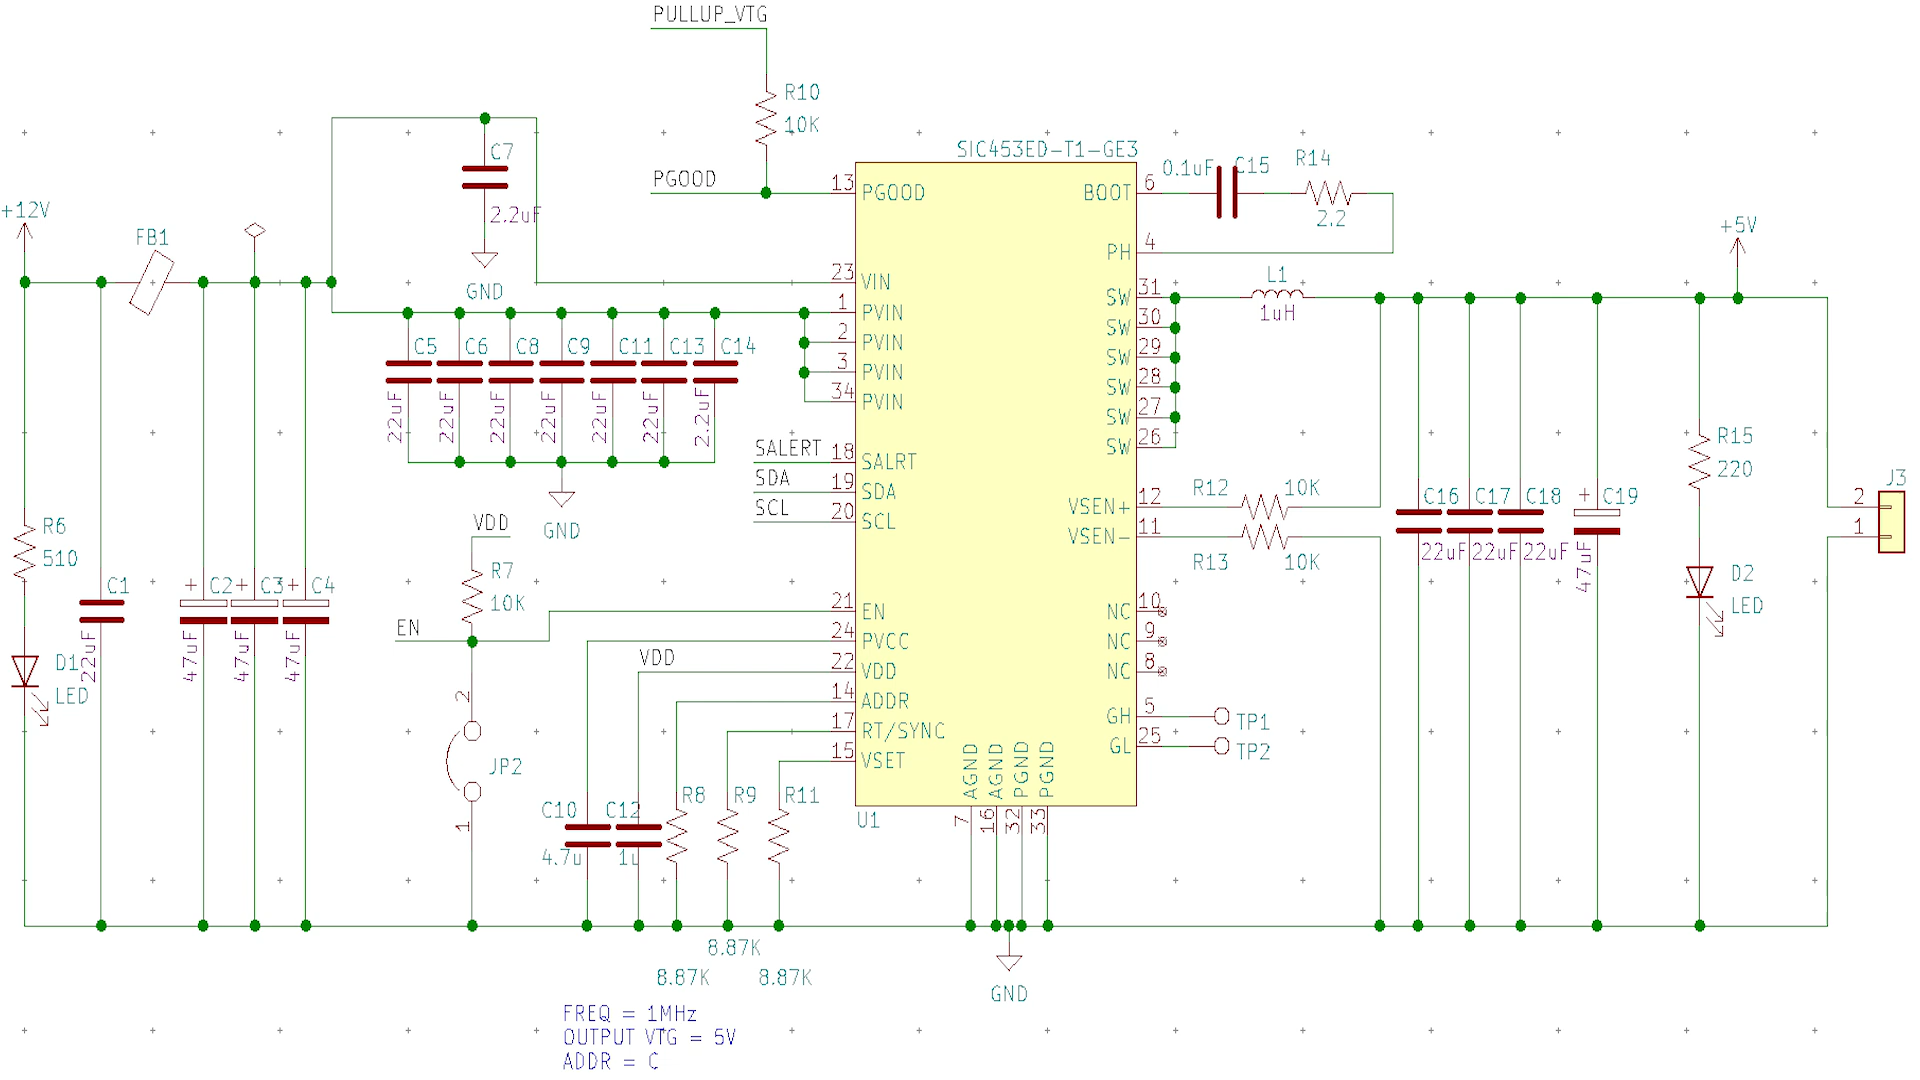 PULLUP_VTG
R10
10K
SIC453ED-T1-GE3
C7
2.2uF
GND
PGOOD
13 PGOOD
BOOT 6
0.1uF C15
R14
2.2
PH 4
+12V
FB1
+5V
23 VIN
1 PVIN
2 PVIN
3 PVIN
34 PVIN
SW 31
SW 30
SW 29
SW 28
SW 27
SW 26
L1
1uH
C5 C6 C8 C9 C11 C13 C14
22uF 22uF 22uF 22uF 22uF 22uF 2.2uF
GND
SALERT 18 SALRT
SDA 19 SDA
SCL 20 SCL
VSEN+ 12
R12 10K
VSEN- 11
R13 10K
C16 C17 C18 + C19
22uF 22uF 22uF 47uF
R15
220
D2
LED
J3
2
1
R6
510
D1
LED
C1
22uF
+ C2 + C3 + C4
47uF 47uF 47uF
VDD
R7
10K
EN
21 EN
24 PVCC
VDD 22 VDD
14 ADDR
17 RT/SYNC
15 VSET
NC 10
NC 9
NC 8
GH 5 TP1
GL 25 TP2
2
JP2
1
AGND AGND PGND PGND
7 16 32 33
U1
C10 C12 R8 R9 R11
4.7u 1u
8.87K
8.87K 8.87K
GND
FREQ = 1MHz
OUTPUT VTG = 5V
ADDR = C